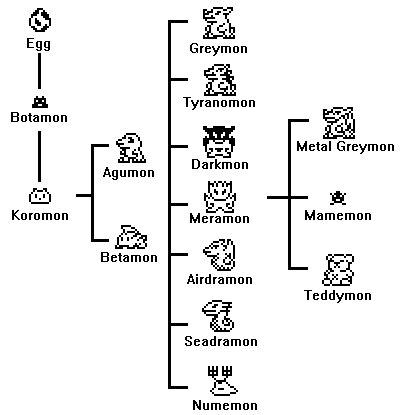 Egg
Botamon
Koromon
Agumon
Betamon
Greymon
Tyranomon
Darkmon
Meramon
Airdramon
Seadramon
Numemon
Metal Greymon
Mamemon
Teddymon